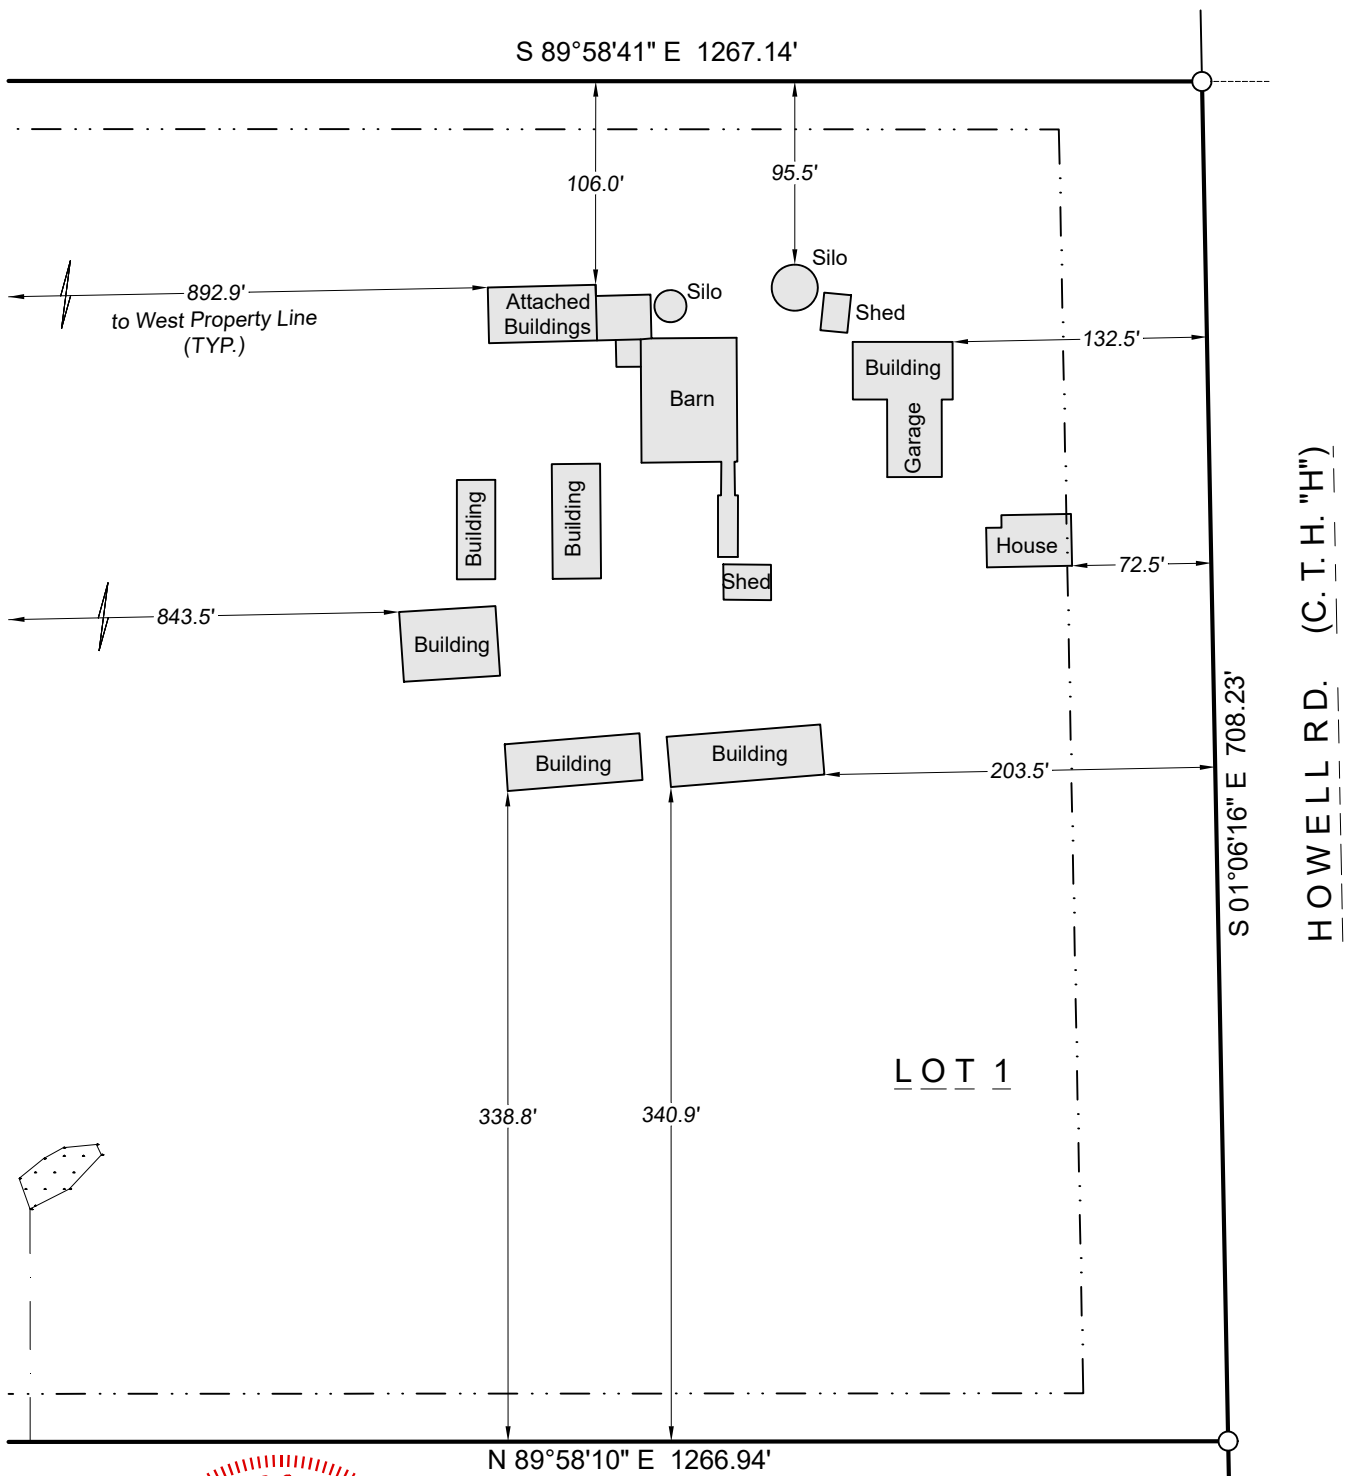 S 89°58'41" E 1267.14'
106.0'
95.5'
Silo
892.9'
to West Property Line
(TYP.)
Attached
Buildings
Silo
Shed
132.5'
Building
Garage
Barn
Building
Building
House
72.5'
Shed
843.5'
Building
HOWELL RD. (C.T.H. "H")
S 01°06'16" E 708.23'
Building
Building
203.5'
LOT 1
338.8'
340.9'
N 89°58'10" E 1266.94'